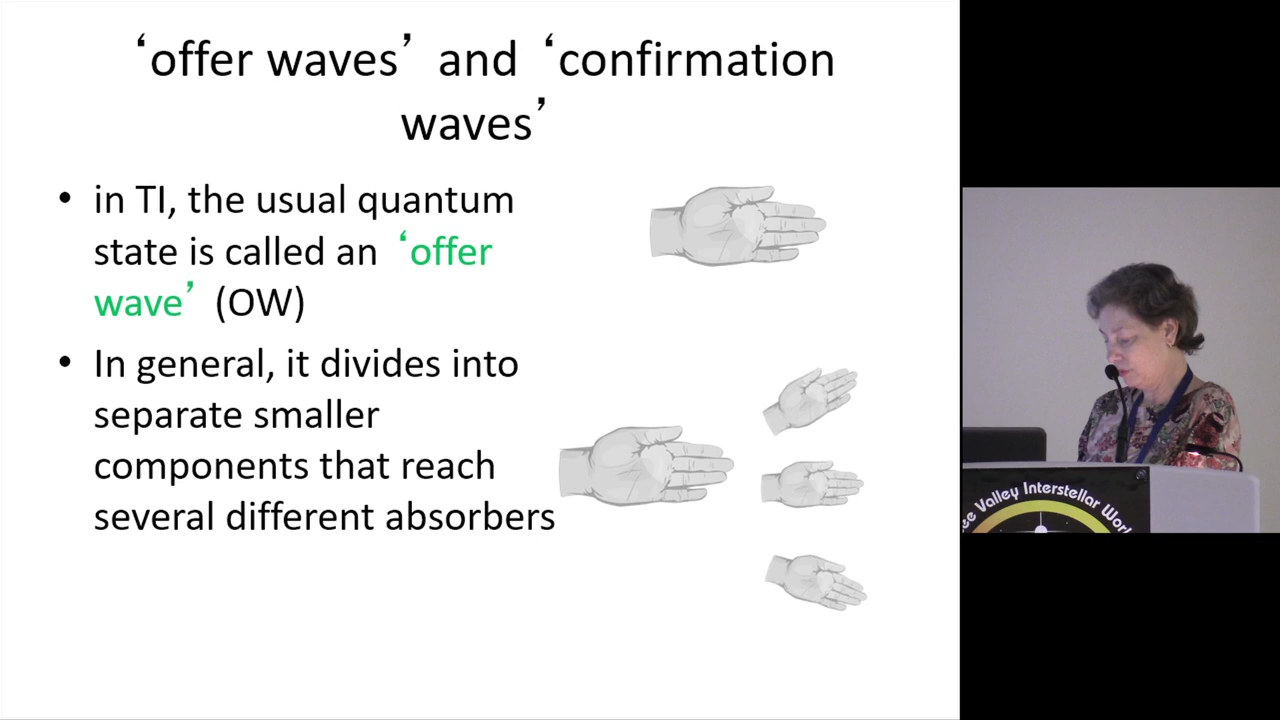 ‘offer waves’ and ‘confirmation
waves’
• in TI, the usual quantum
state is called an ‘offer
wave’ (OW)
• In general, it divides into
separate smaller
components that reach
several different absorbers
Valley Interstellar